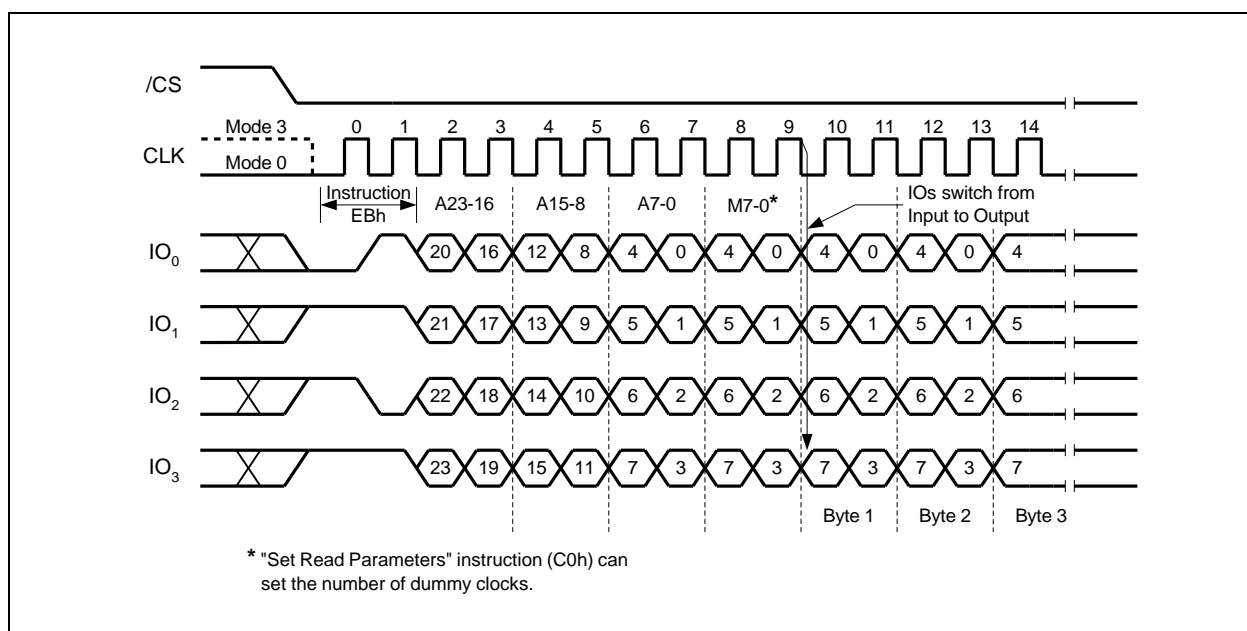 /CS
Mode 3 0 1 2 3 4 5 6 7 8 9 10 11 12 13 14
CLK
Mode 0
Instruction
EBh
A23-16 A15-8 A7-0 M7-0*
IOs switch from
Input to Output
IO0 20 16 12 8 4 0 4 0 4 0 4 0 4
IO1 21 17 13 9 5 1 5 1 5 1 5 1 5
IO2 22 18 14 10 6 2 6 2 6 2 6 2 6
IO3 23 19 15 11 7 3 7 3 7 3 7 3 7
Byte 1 Byte 2 Byte 3
* "Set Read Parameters" instruction (C0h) can
set the number of dummy clocks.